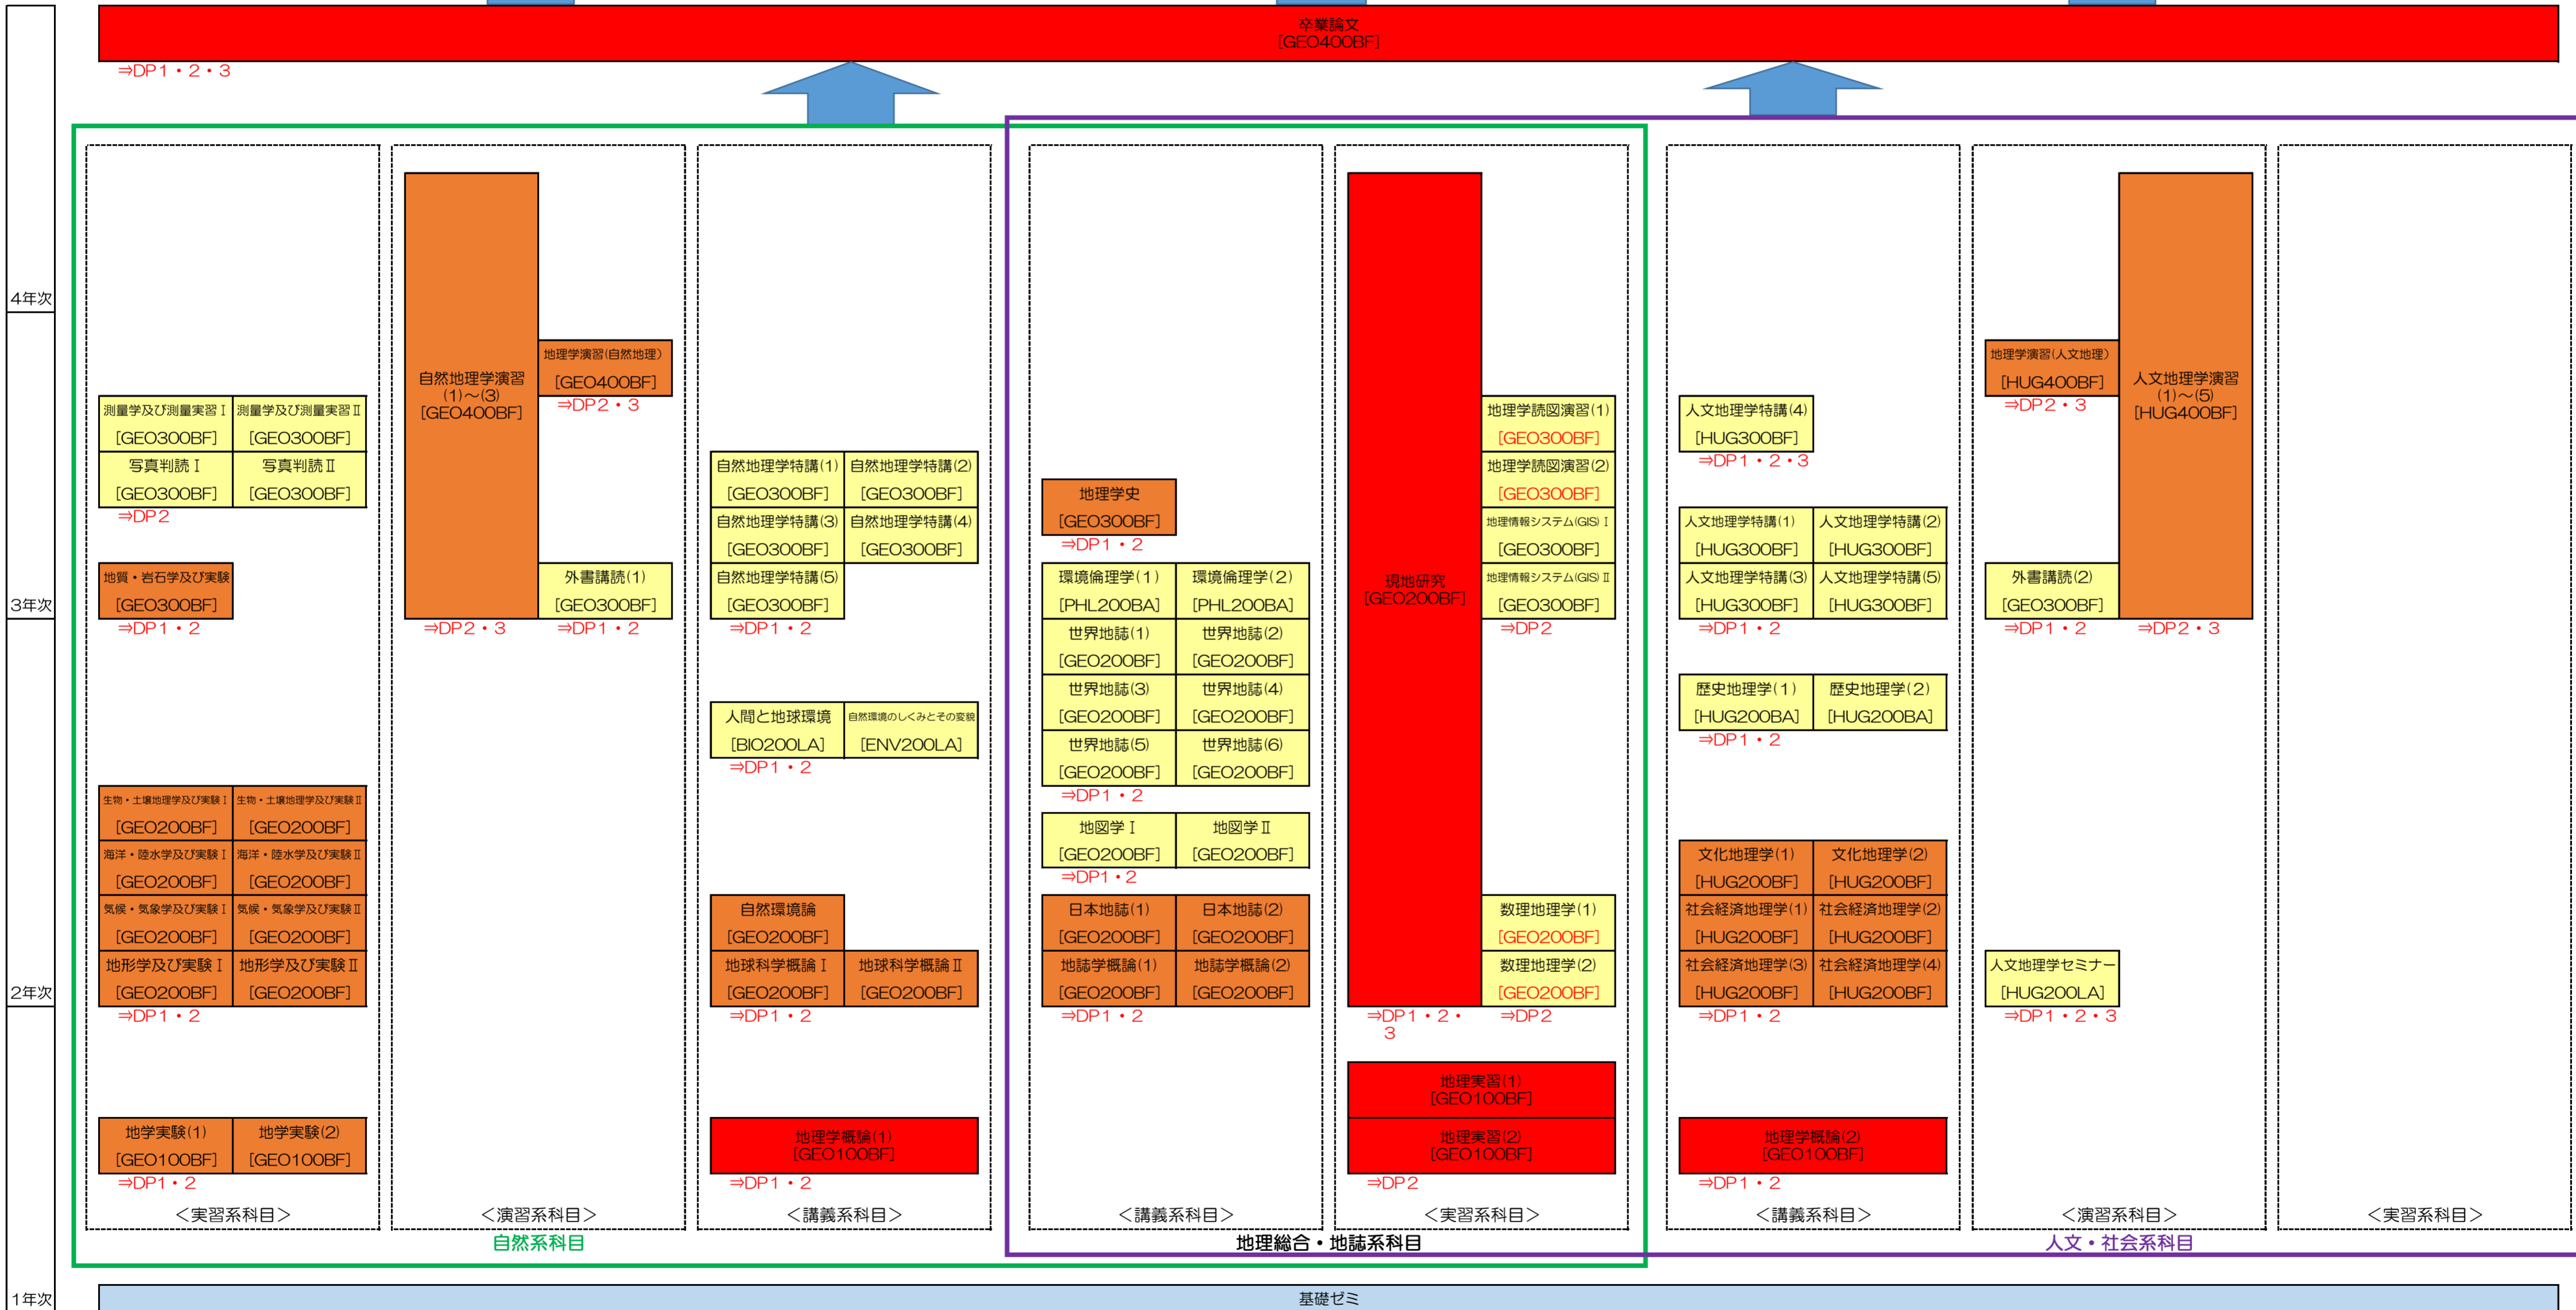 卒業論文
[GEO400BF]
⇒DP1・2・3
4年次
3年次
2年次
1年次
測量学及び測量実習Ⅰ
[GEO300BF]
測量学及び測量実習Ⅱ
[GEO300BF]
写真判読Ⅰ
[GEO300BF]
写真判読Ⅱ
[GEO300BF]
⇒DP2
地質・岩石学及び実験
[GEO300BF]
⇒DP1・2
生物・土壌地理学及び実験Ⅰ
[GEO200BF]
生物・土壌地理学及び実験Ⅱ
[GEO200BF]
海洋・陸水学及び実験Ⅰ
[GEO200BF]
海洋・陸水学及び実験Ⅱ
[GEO200BF]
気候・気象学及び実験Ⅰ
[GEO200BF]
気候・気象学及び実験Ⅱ
[GEO200BF]
地形学及び実験Ⅰ
[GEO200BF]
地形学及び実験Ⅱ
[GEO200BF]
⇒DP1・2
地学実験(1)
[GEO100BF]
地学実験(2)
[GEO100BF]
⇒DP1・2
＜実習系科目＞
自然地理学演習
(1)～(3)
[GEO400BF]
⇒DP2・3
地理学演習(自然地理)
[GEO400BF]
⇒DP2・3
外書講読(1)
[GEO300BF]
⇒DP1・2
＜演習系科目＞
自然地理学特講(1)
[GEO300BF]
自然地理学特講(2)
[GEO300BF]
自然地理学特講(3)
[GEO300BF]
自然地理学特講(4)
[GEO300BF]
自然地理学特講(5)
[GEO300BF]
⇒DP1・2
人間と地球環境
[BIO200LA]
自然環境のしくみとその変貌
[ENV200LA]
⇒DP1・2
自然環境論
[GEO200BF]
地球科学概論Ⅰ
[GEO200BF]
地球科学概論Ⅱ
[GEO200BF]
⇒DP1・2
地理学概論(1)
[GEO100BF]
⇒DP1・2
＜講義系科目＞
自然系科目
地理学史
[GEO300BF]
⇒DP1・2
環境倫理学(1)
[PHL200BA]
環境倫理学(2)
[PHL200BA]
世界地誌(1)
[GEO200BF]
世界地誌(2)
[GEO200BF]
世界地誌(3)
[GEO200BF]
世界地誌(4)
[GEO200BF]
世界地誌(5)
[GEO200BF]
世界地誌(6)
[GEO200BF]
⇒DP1・2
地図学Ⅰ
[GEO200BF]
地図学Ⅱ
[GEO200BF]
⇒DP1・2
日本地誌(1)
[GEO200BF]
日本地誌(2)
[GEO200BF]
地誌学概論(1)
[GEO200BF]
地誌学概論(2)
[GEO200BF]
⇒DP1・2
＜講義系科目＞
現地研究
[GEO200BF]
⇒DP1・2・
3
地理学読図演習(1)
[GEO300BF]
地理学読図演習(2)
[GEO300BF]
地理情報システム(GIS)Ⅰ
[GEO300BF]
地理情報システム(GIS)Ⅱ
[GEO300BF]
⇒DP2
数理地理学(1)
[GEO200BF]
数理地理学(2)
[GEO200BF]
⇒DP2
地理実習(1)
[GEO100BF]
地理実習(2)
[GEO100BF]
⇒DP2
＜実習系科目＞
地理総合・地誌系科目
人文地理学特講(4)
[HUG300BF]
⇒DP1・2・3
人文地理学特講(1)
[HUG300BF]
人文地理学特講(2)
[HUG300BF]
人文地理学特講(3)
[HUG300BF]
人文地理学特講(5)
[HUG300BF]
⇒DP1・2
歴史地理学(1)
[HUG200BA]
歴史地理学(2)
[HUG200BA]
⇒DP1・2
文化地理学(1)
[HUG200BF]
文化地理学(2)
[HUG200BF]
社会経済地理学(1)
[HUG200BF]
社会経済地理学(2)
[HUG200BF]
社会経済地理学(3)
[HUG200BF]
社会経済地理学(4)
[HUG200BF]
⇒DP1・2
地理学概論(2)
[GEO100BF]
⇒DP1・2
＜講義系科目＞
地理学演習(人文地理)
[HUG400BF]
⇒DP2・3
人文地理学演習
(1)～(5)
[HUG400BF]
⇒DP2・3
外書講読(2)
[GEO300BF]
⇒DP1・2
人文地理学セミナー
[HUG200LA]
⇒DP1・2・3
＜演習系科目＞
＜実習系科目＞
人文・社会系科目
基礎ゼミ